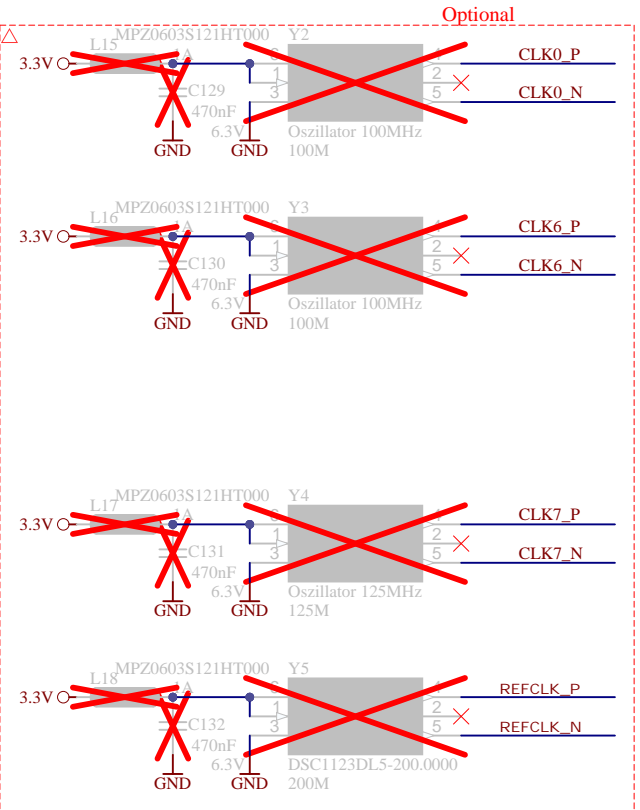 Optional
L15 MPZ0603S121HT000 Y2
3.3V 1A
CLK0_P
1 2
C129 3 5 CLK0_N
470nF
6.3V Oszillator 100MHz
GND GND 100M
MPZ0603S121HT000 Y3
L16
3.3V 1A CLK6_P
1 2
C130 3 5 CLK6_N
470nF
6.3V Oszillator 100MHz
GND GND 100M
MPZ0603S121HT000 Y4
L17
3.3V CLK7_P
1 2
C131 3 5 CLK7_N
470nF
6.3V Oszillator 125MHz
GND GND 125M
MPZ0603S121HT000 Y5
L18
3.3V REFCLK_P
1 2
C132 3 5 REFCLK_N
470nF
6.3V DSC1123DL5-200.0000
GND GND 200M